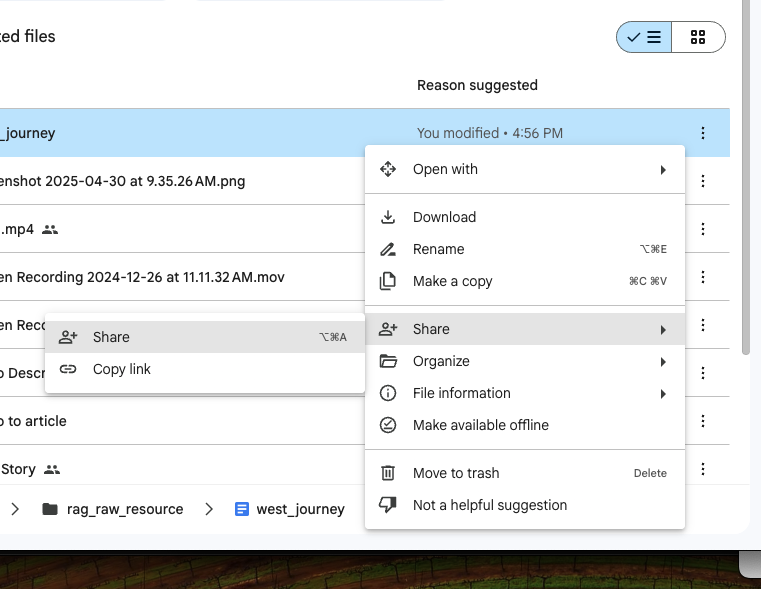 ted files
Reason suggested
_journey
You modified • 4:56 PM
enshot 2025-04-30 at 9.35.26 AM.png
.mp4
en Recording 2024-12-26 at 11.11.32 AM.mov
en Reco
o Descr
o to article
Story
Open with
Download
Rename ⌥⌘E
Make a copy ⌘C ⌘V
Share
Organize
File information
Make available offline
Move to trash Delete
Not a helpful suggestion
Share ⌥⌘A
Copy link
rag_raw_resource
west_journey